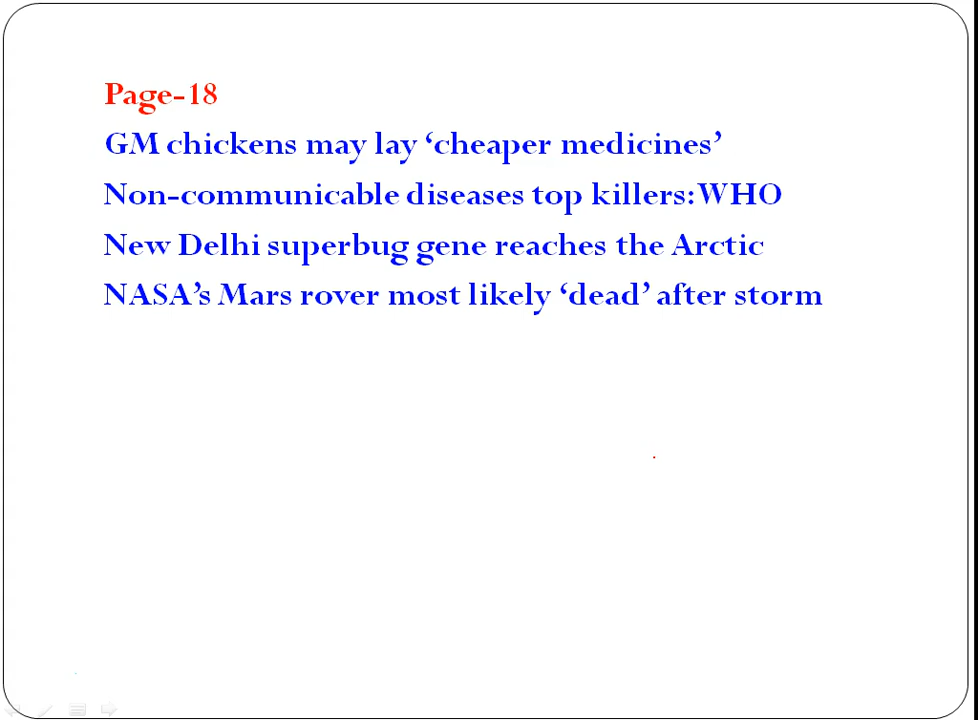 Page-18
GM chickens may lay ‘cheaper medicines’
Non-communicable diseases top killers:WHO
New Delhi superbug gene reaches the Arctic
NASA’s Mars rover most likely ‘dead’ after storm